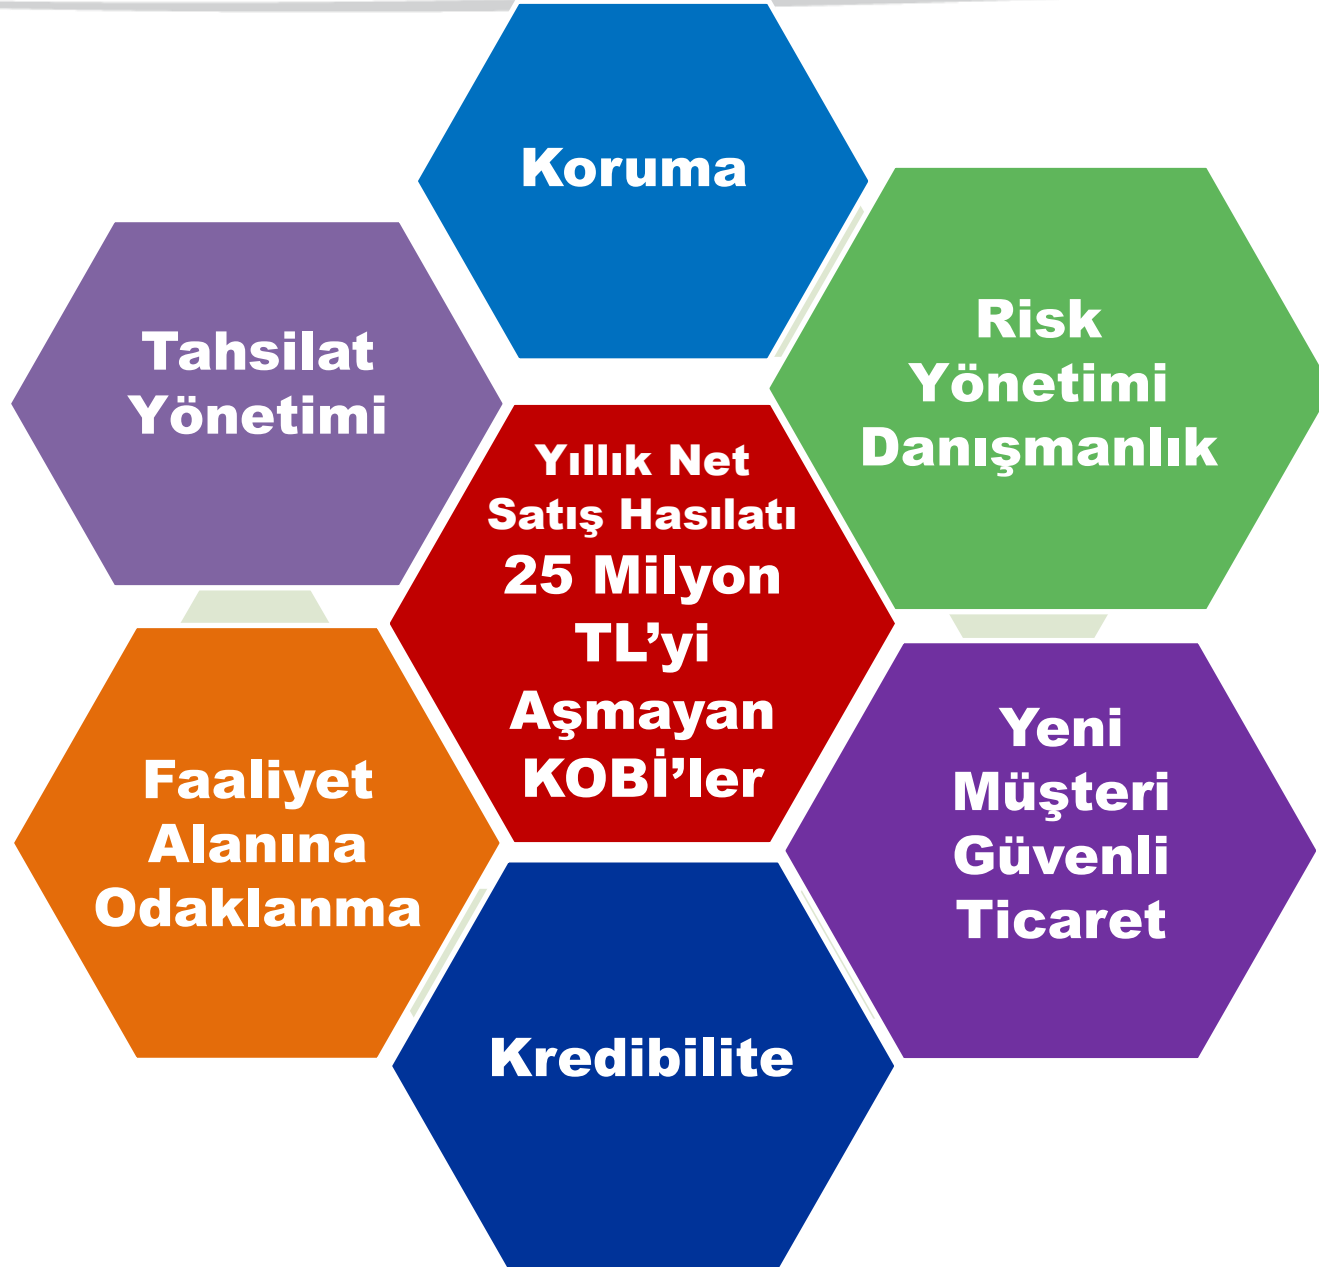 Koruma
Risk
Yönetimi
Danışmanlık
Tahsilat
Yönetimi
Yıllık Net
Satış Hasılatı
25 Milyon
TL’yi
Aşmayan
KOBİ’ler
Yeni
Müşteri
Güvenli
Ticaret
Faaliyet
Alanına
Odaklanma
Kredibilite